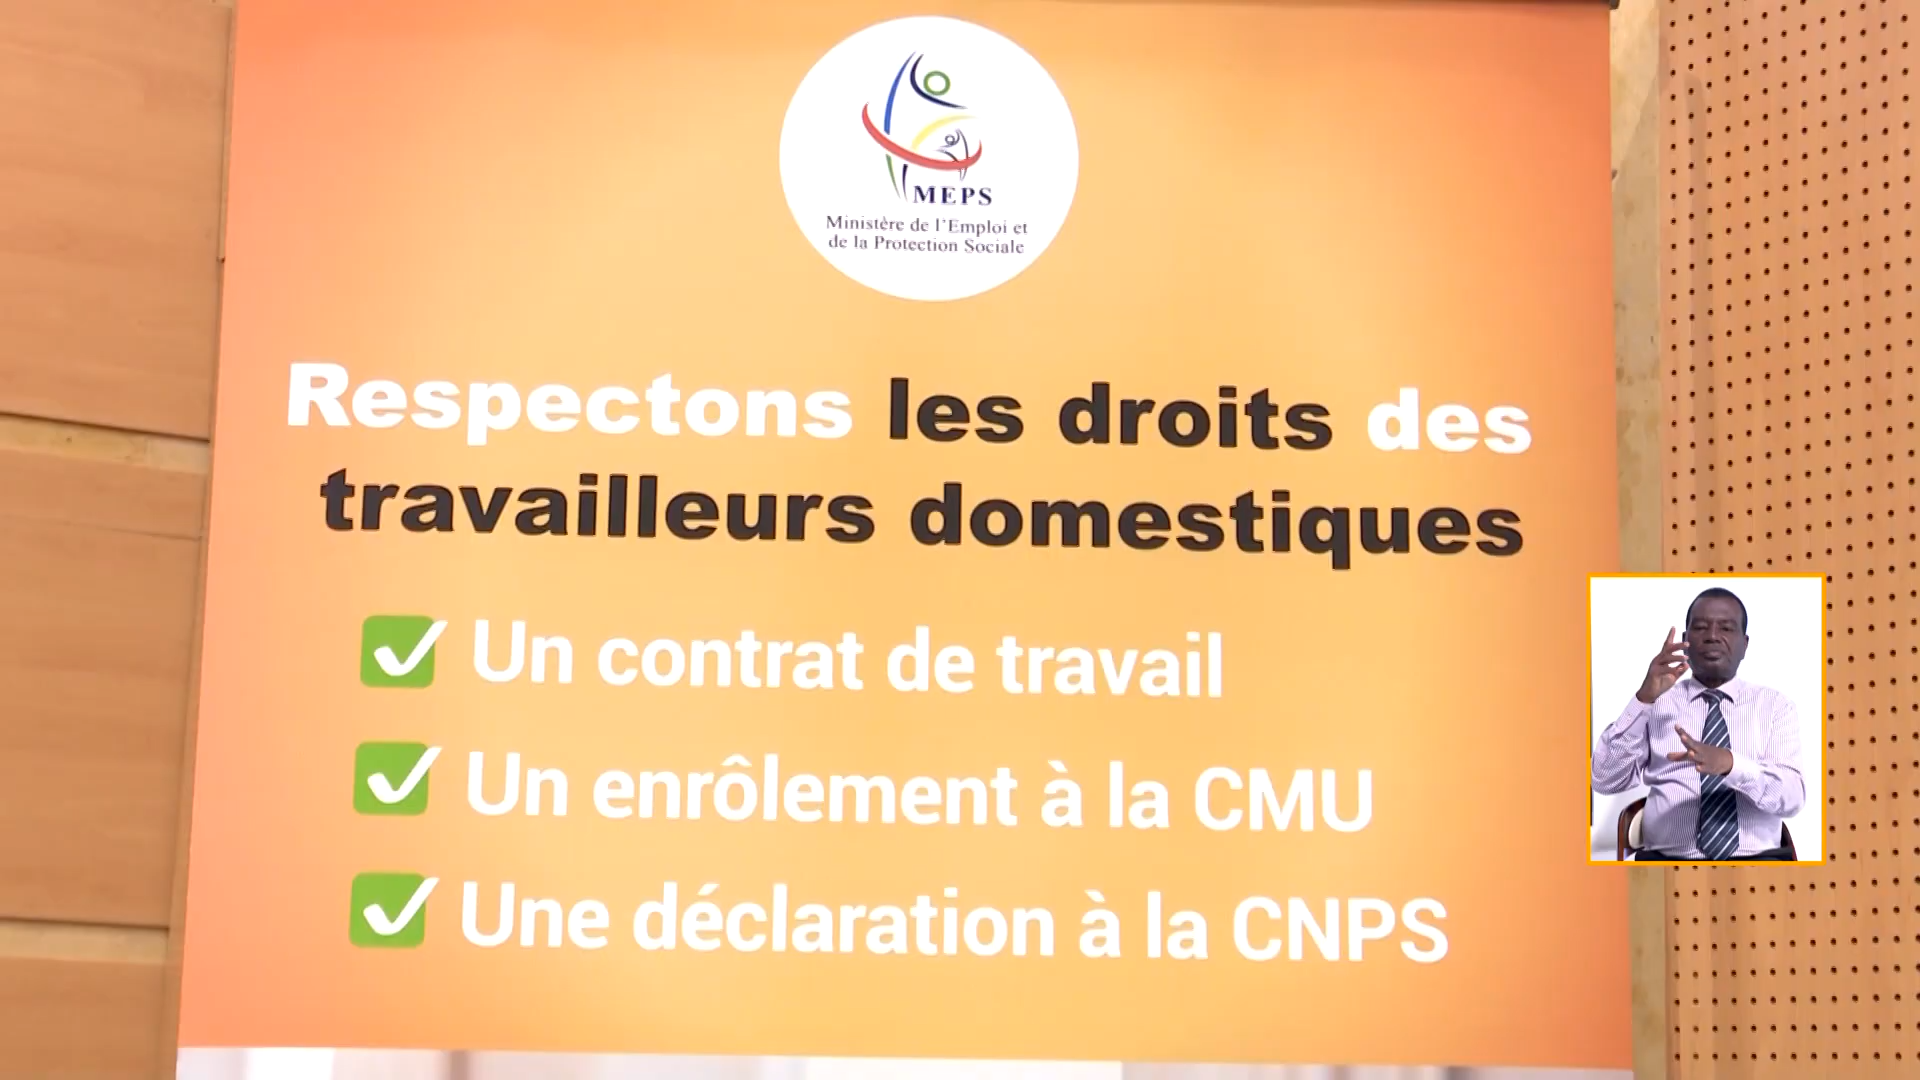 MEPS
Ministère de l'Emploi et
de la Protection Sociale
Respectons les droits des
travailleurs domestiques
Un contrat de travail
Un enrôlement à la CMU
Une déclaration à la CNPS